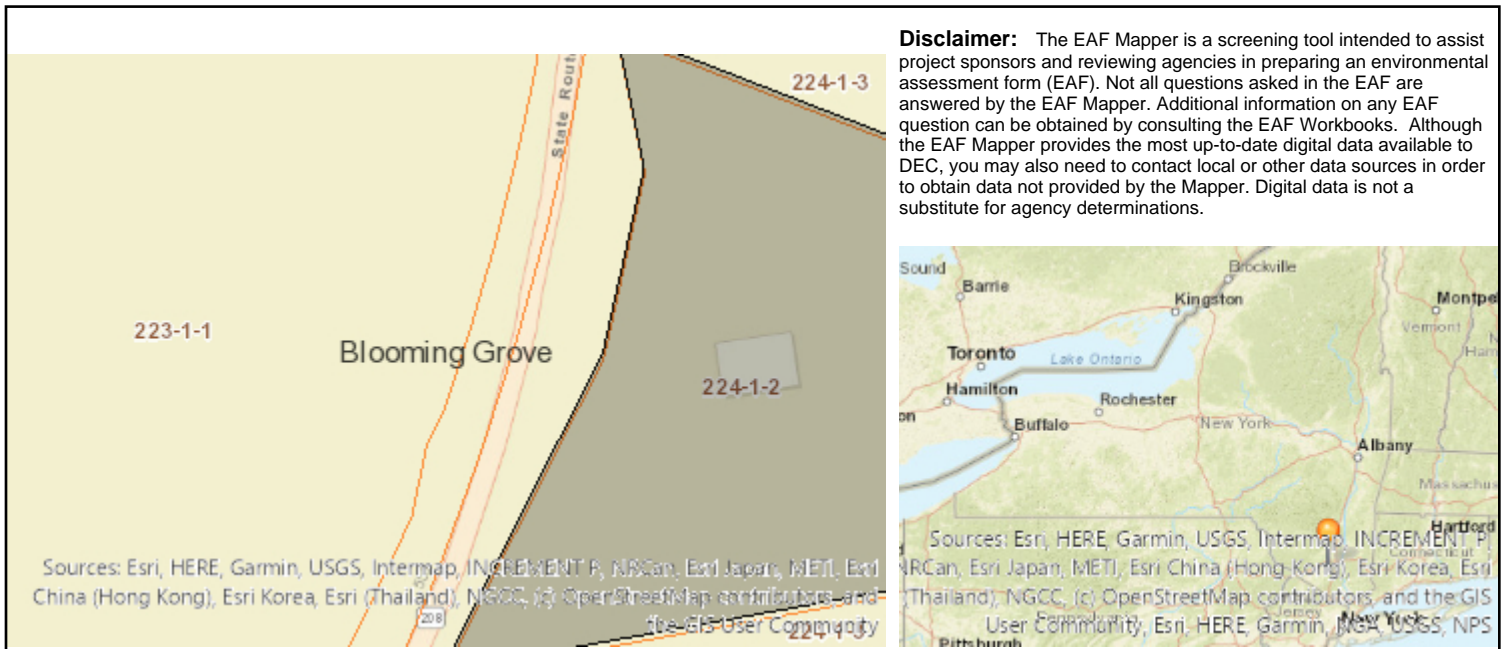 Disclaimer: The EAF Mapper is a screening tool intended to assist
project sponsors and reviewing agencies in preparing an environmental
assessment form (EAF). Not all questions asked in the EAF are
answered by the EAF Mapper. Additional information on any EAF
question can be obtained by consulting the EAF Workbooks. Although
the EAF Mapper provides the most up-to-date digital data available to
DEC, you may also need to contact local or other data sources in order
to obtain data not provided by the Mapper. Digital data is not a
substitute for agency determinations.
State Rout
224-1-3
223-1-1
Blooming Grove
224-1-2
Sources: Esri, HERE, Garmin, USGS, Intermap, INCREMENT P, NRCan, Esri Japan, METI, Esri
China (Hong Kong), Esri Korea, Esri (Thailand), NGCC, (c) OpenStreetMap contributors, and
the GIS User Community
208
224-1-3
Sound
Barrie
Brockville
Kingston
Montpel
Vermont
Ham
Toronto
Lake Ontario
Hamilton
Rochester
on
Buffalo
New York
Albany
Massachus
Hartford
Connecticut
Sources: Esri, HERE, Garmin, USGS, Intermap, INCREMENT P,
NRCan, Esri Japan, METI, Esri China (Hong Kong), Esri Korea, Esri
(Thailand), NGCC, (c) OpenStreetMap contributors, and the GIS
User Community, Esri, HERE, Garmin, NGA, USGS, NPS
Pennsylvania
Jersey
New York
Pittsburgh